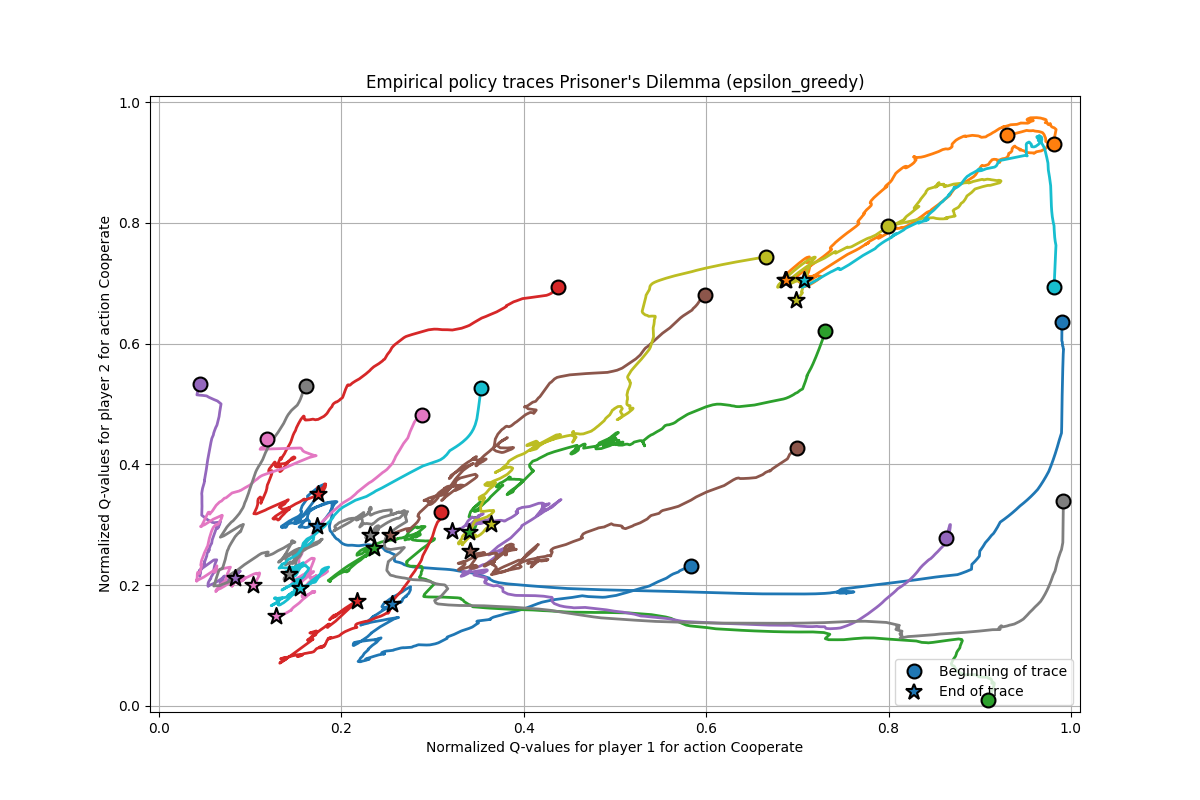 Empirical policy traces Prisoner's Dilemma (epsilon_greedy)
Normalized Q-values for player 2 for action Cooperate
1.0
0.8
0.6
0.4
0.2
0.0
Beginning of trace
End of trace
0.0 0.2 0.4 0.6 0.8 1.0
Normalized Q-values for player 1 for action Cooperate